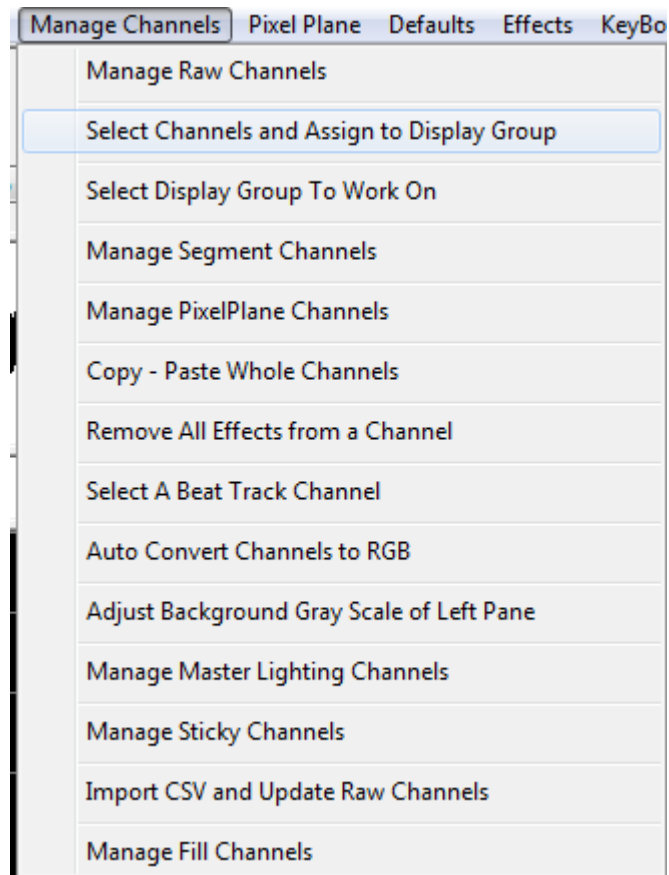 Manage Channels Pixel Plane Defaults Effects KeyBo
Manage Raw Channels
Select Channels and Assign to Display Group
Select Display Group To Work On
Manage Segment Channels
Manage PixelPlane Channels
Copy - Paste Whole Channels
Remove All Effects from a Channel
Select A Beat Track Channel
Auto Convert Channels to RGB
Adjust Background Gray Scale of Left Pane
Manage Master Lighting Channels
Manage Sticky Channels
Import CSV and Update Raw Channels
Manage Fill Channels